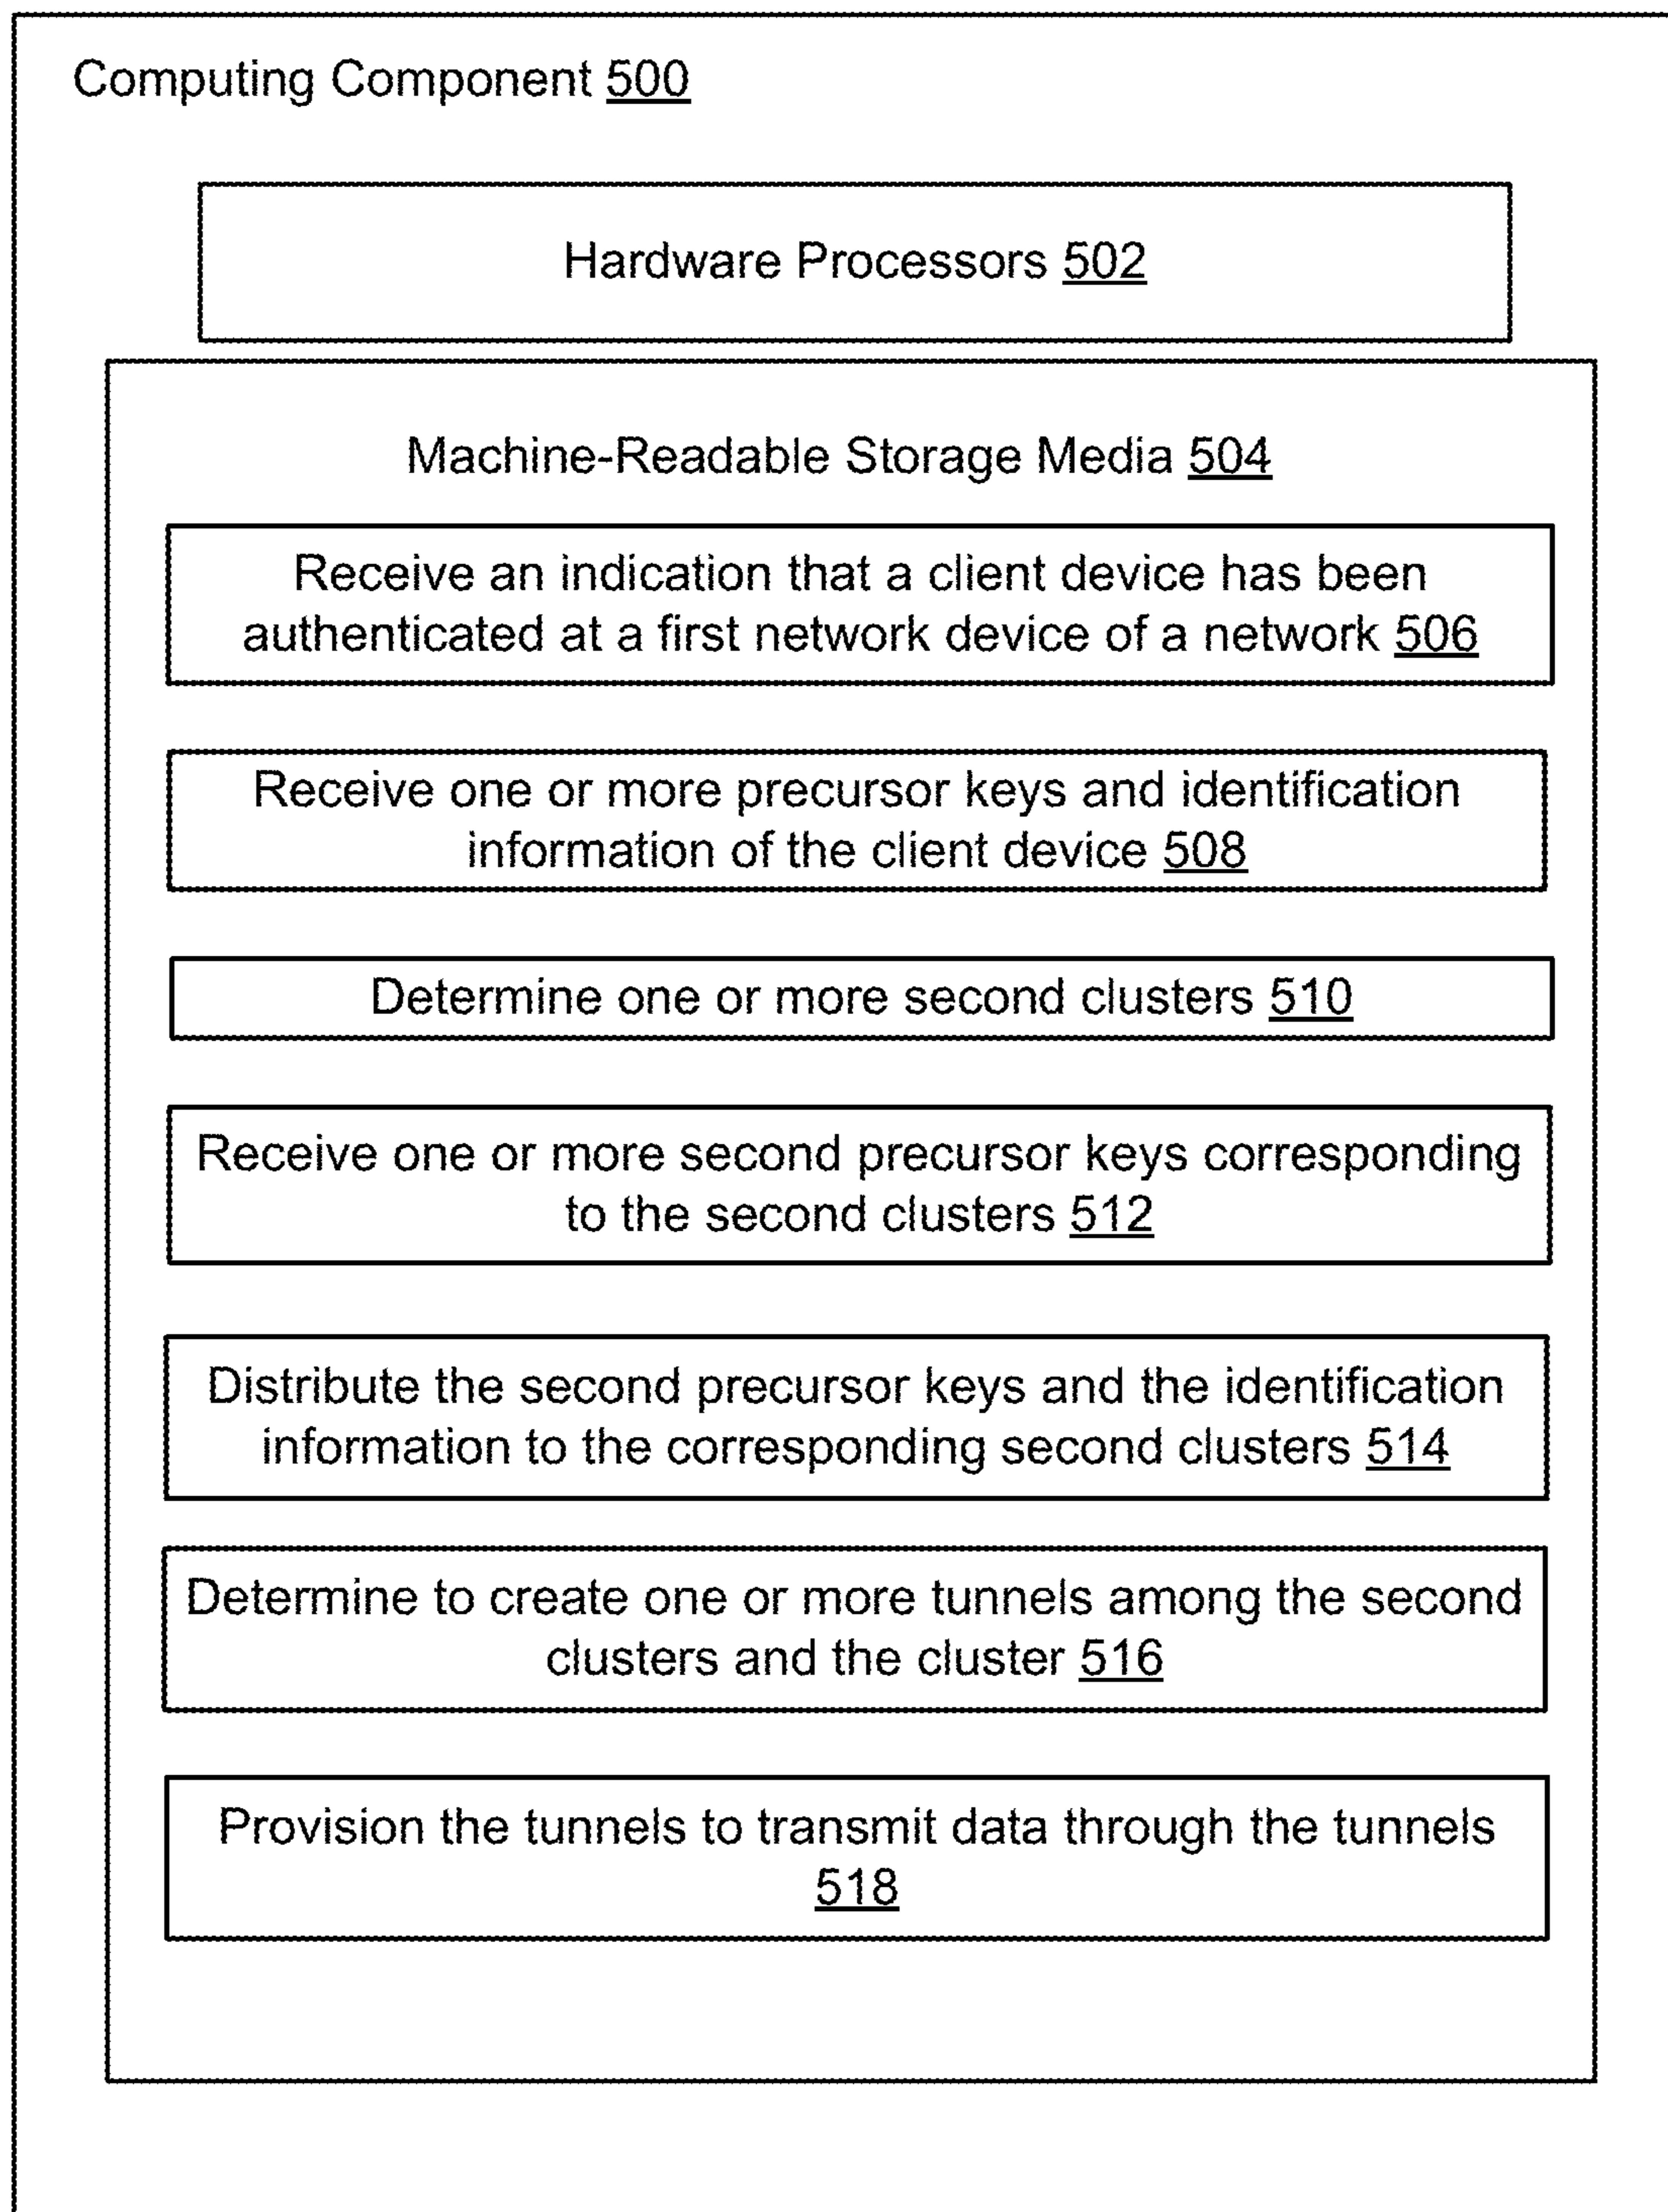 Computing Component 500
Hardware Processors 502
Machine-Readable Storage Media 504
Receive an indication that a client device has been
authenticated at a first network device of a network 506
Receive one or more precursor keys and identification
information of the client device 508
Determine one or more second clusters 510
Receive one or more second precursor keys corresponding
to the second clusters 512
Distribute the second precursor keys and the identification
information to the corresponding second clusters 514
Determine to create one or more tunnels among the second
clusters and the cluster 516
Provision the tunnels to transmit data through the tunnels
518